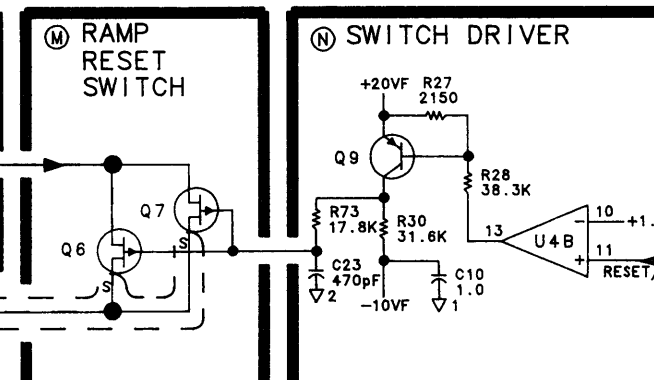 M RAMP
RESET
SWITCH
N SWITCH DRIVER
+20VF
R27
2150
Q9
R28
38.3K
Q7
R73
17.8K
R30
31.6K
13
10
+1.
U4B
11
RESET/
Q6
S
S
C23
470pF
2
C10
1.0
1
-10VF